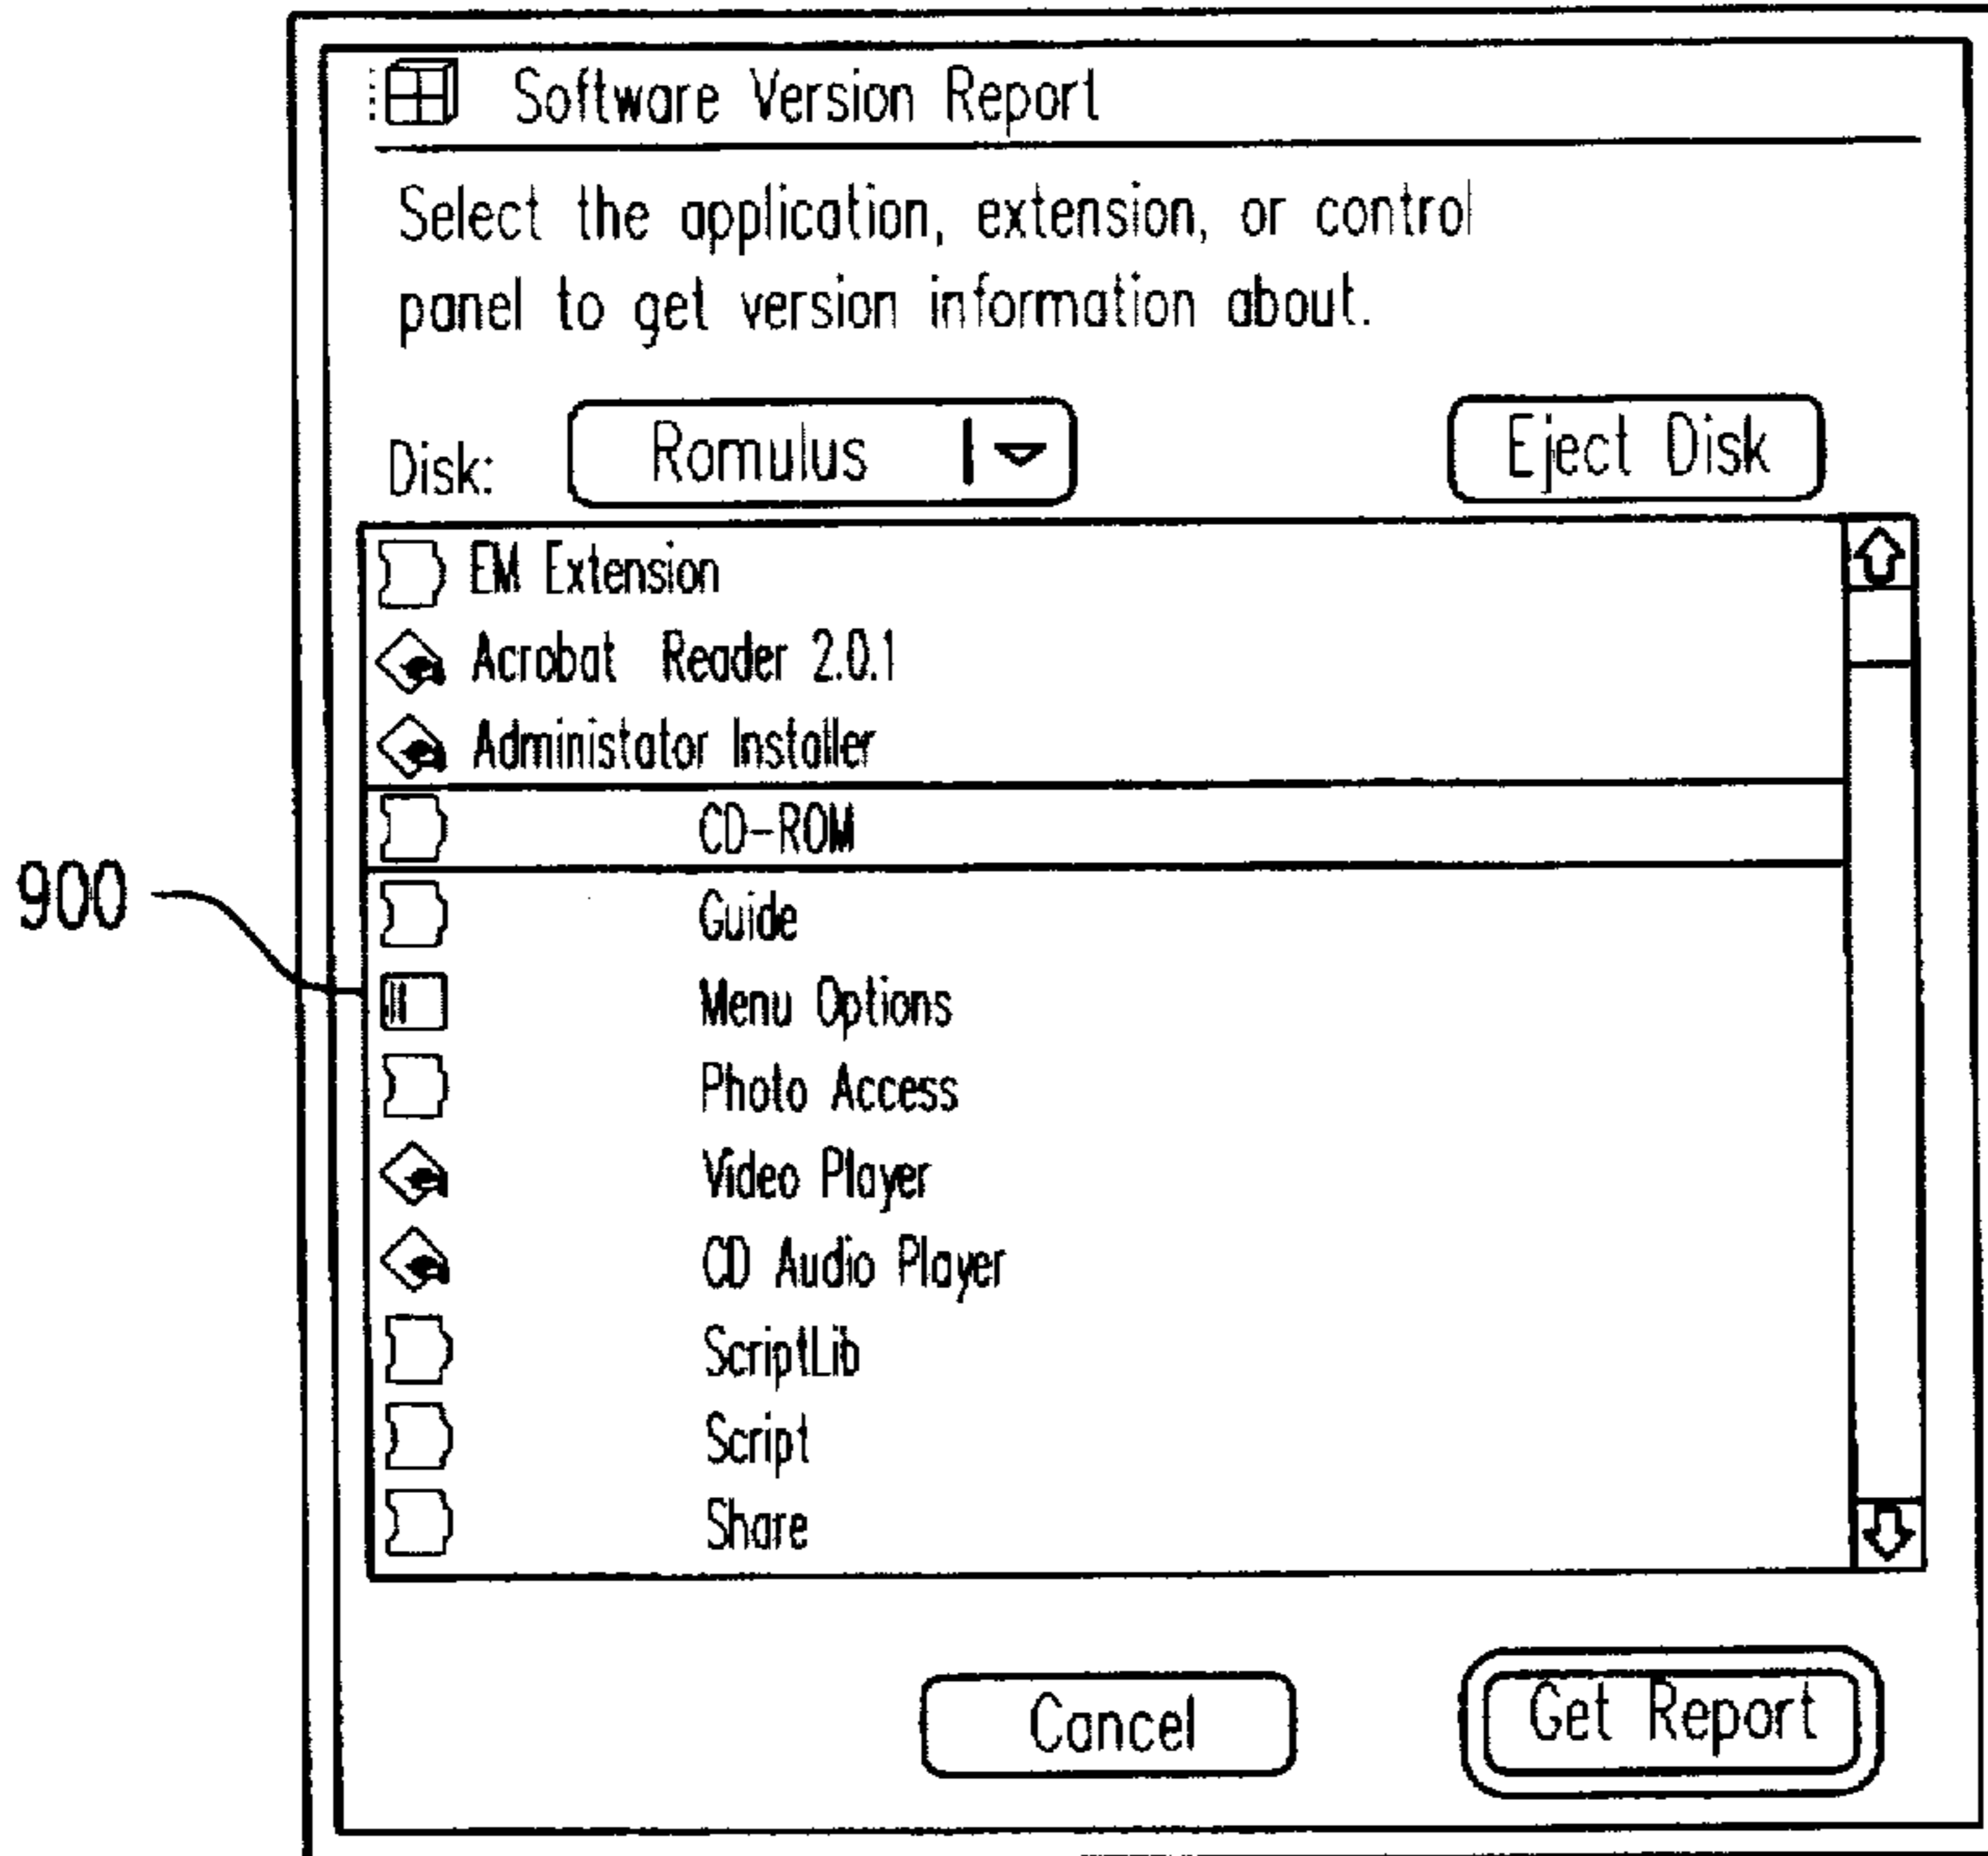 Software Version Report
Select the application, extension, or control
panel to get version information about.
Disk: Romulus Eject Disk
EM Extension
Acrobat Reader 2.0.1
Administator Installer
CD-ROM
900
Guide
Menu Options
Photo Access
Video Player
CD Audio Player
ScriptLib
Script
Share
Cancel Get Report